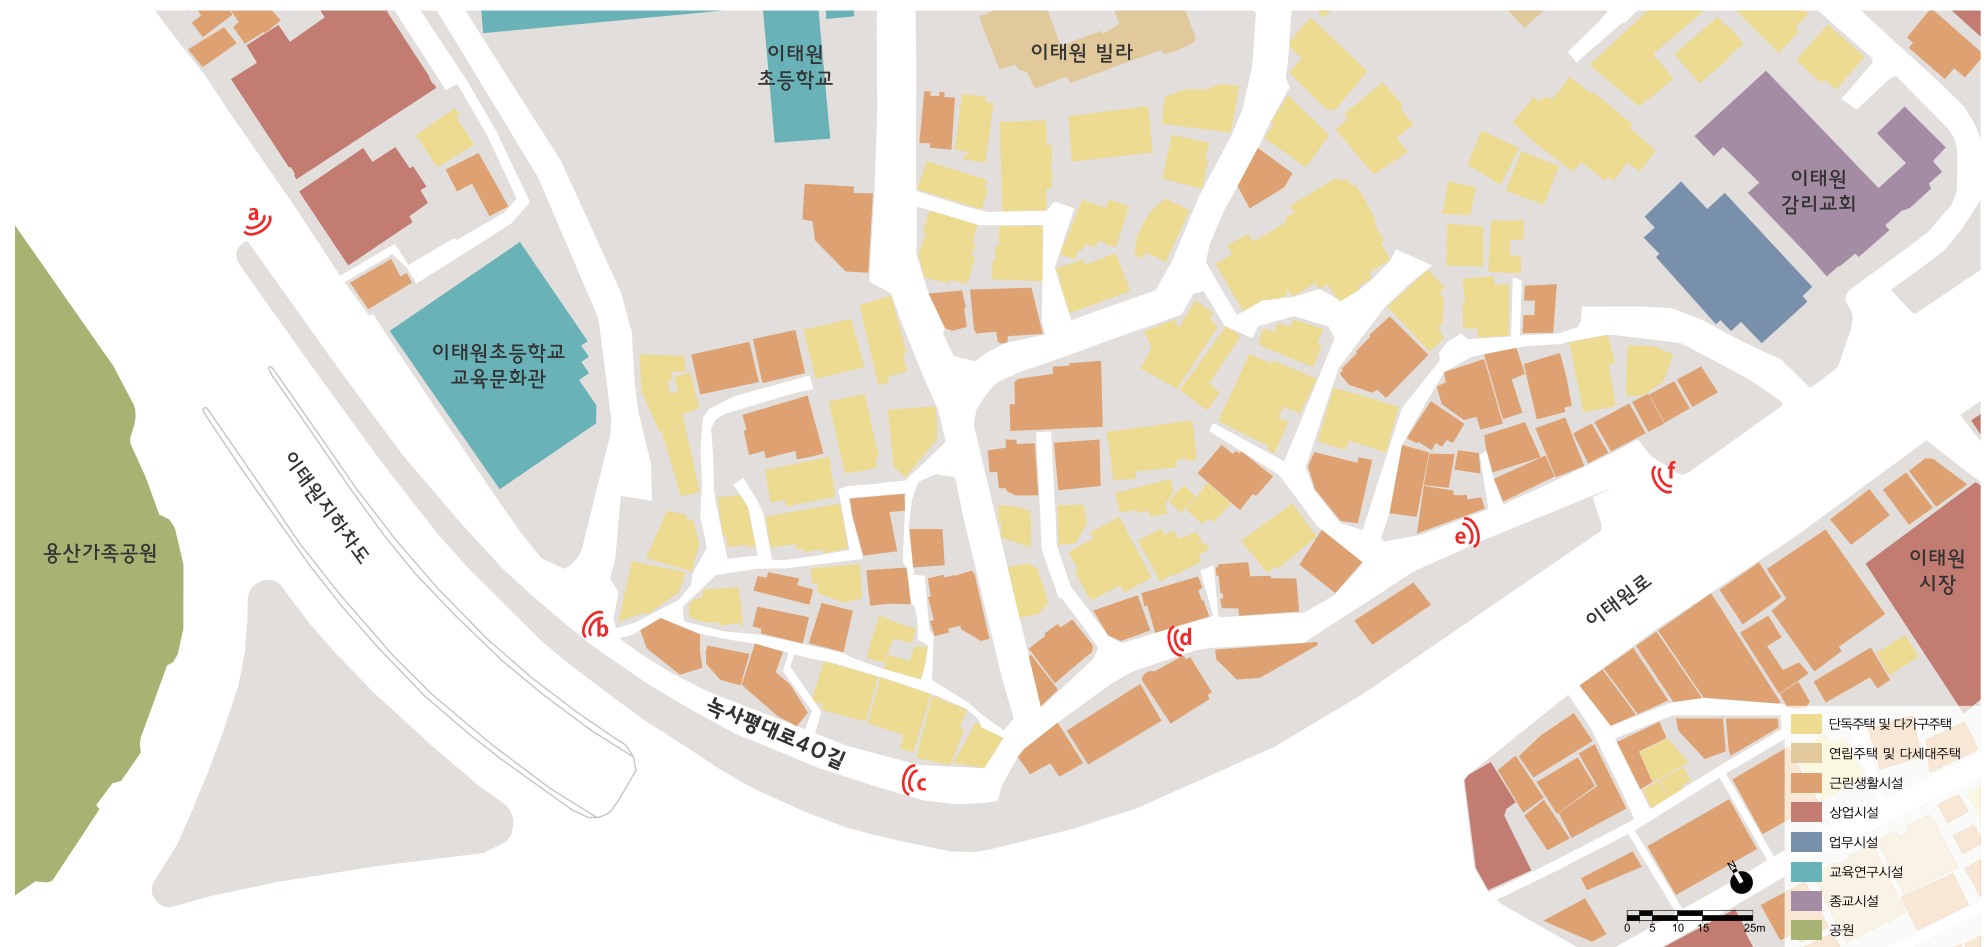 이태원
초등학교
이태원 빌라
이태원
감리교회
a
이태원초등학교
교육문화관
이태원지하차도
용산가족공원
f
e
이태원
시장
이태원로
b
d
녹사평대로40길
c
단독주택 및 다가구주택
연립주택 및 다세대주택
근린생활시설
상업시설
업무시설
교육연구시설
종교시설
공원
N
0 5 10 15 25m